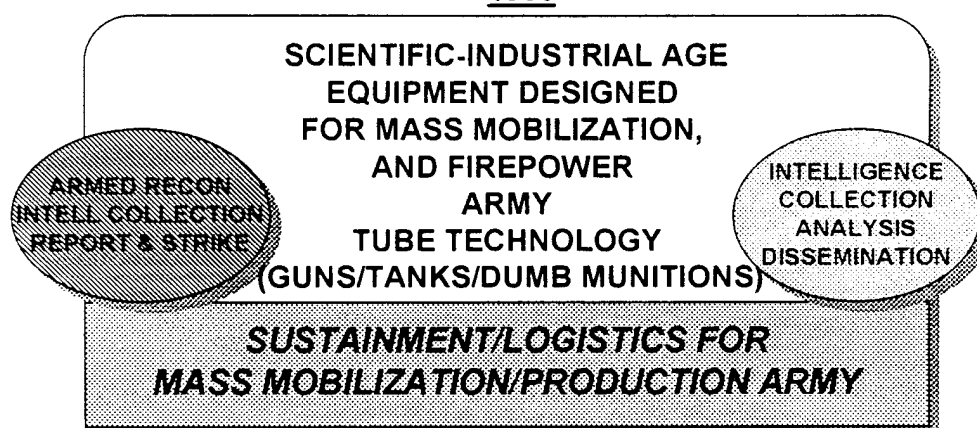 SCIENTIFIC-INDUSTRIAL AGE
EQUIPMENT DESIGNED
FOR MASS MOBILIZATION,
AND FIREPOWER
ARMY
TUBE TECHNOLOGY
(GUNS/TANKS/DUMB MUNITIONS)
ARMED RECON
INTELL COLLECTION
REPORT & STRIKE
INTELLIGENCE
COLLECTION
ANALYSIS
DISSEMINATION
SUSTAINMENT/LOGISTICS FOR
MASS MOBILIZATION/PRODUCTION ARMY